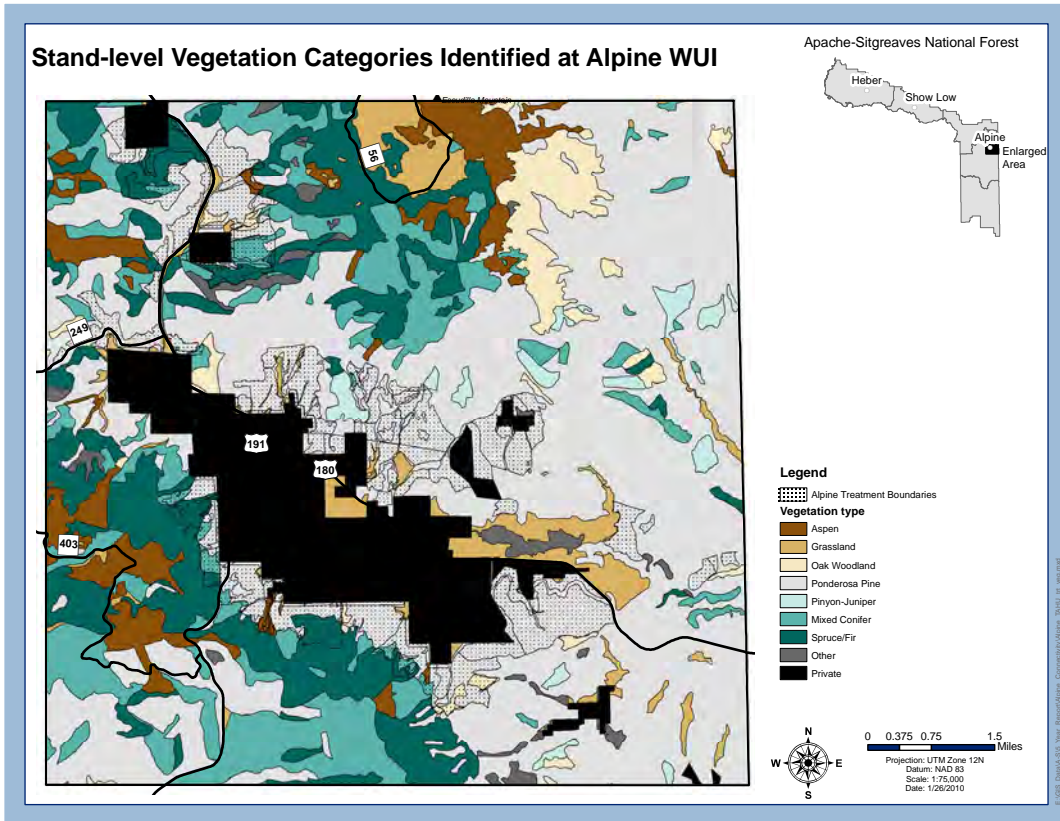 Stand-level Vegetation Categories Identified at Alpine WUI
Apache-Sitgreaves National Forest
Heber
Show Low
Alpine
Enlarged
Area
Escudilla Mountain
56
249
191
180
403
Legend
Alpine Treatment Boundaries
Vegetation type
Aspen
Grassland
Oak Woodland
Ponderosa Pine
Pinyon-Juniper
Mixed Conifer
Spruce/Fir
Other
Private
N
W
E
S
0 0.375 0.75 1.5
Miles
Projection: UTM Zone 12N
Datum: NAD 83
Scale: 1:75,000
Date: 1/26/2010